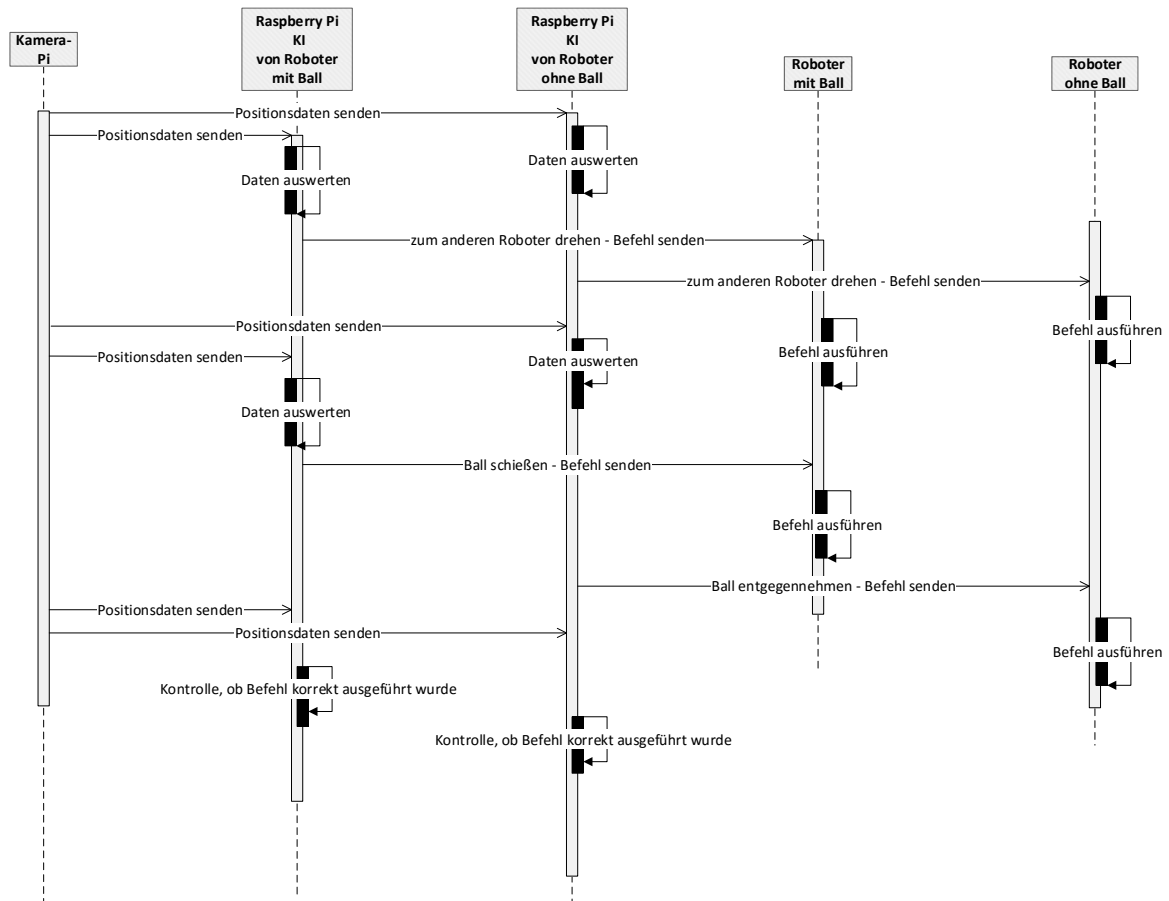 Kamera-
Pi
Raspberry Pi
KI
von Roboter
mit Ball
Raspberry Pi
KI
von Roboter
ohne Ball
Roboter
mit Ball
Roboter
ohne Ball
Positionsdaten senden
Positionsdaten senden
Daten auswerten
Daten auswerten
zum anderen Roboter drehen - Befehl senden
zum anderen Roboter drehen - Befehl senden
Positionsdaten senden
Befehl ausführen
Befehl ausführen
Positionsdaten senden
Daten auswerten
Daten auswerten
Ball schießen - Befehl senden
Befehl ausführen
Ball entgegennehmen - Befehl senden
Positionsdaten senden
Positionsdaten senden
Befehl ausführen
Kontrolle, ob Befehl korrekt ausgeführt wurde
Kontrolle, ob Befehl korrekt ausgeführt wurde